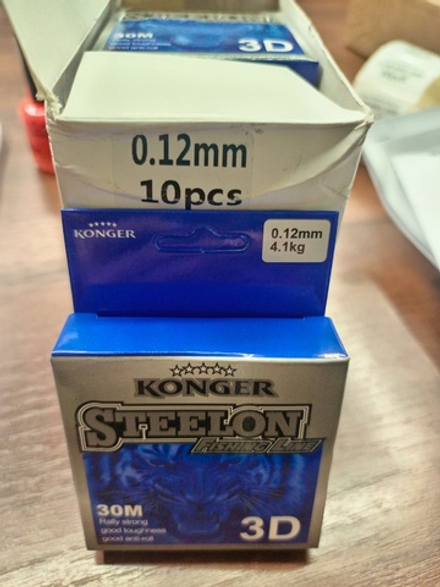 30M
3D
0.12mm
10pcs
KONGER
0.12mm
4.1kg
KONGER
STEELON
FISHING LINE
30M
Rally strong
good toughness
good anti-roll
3D